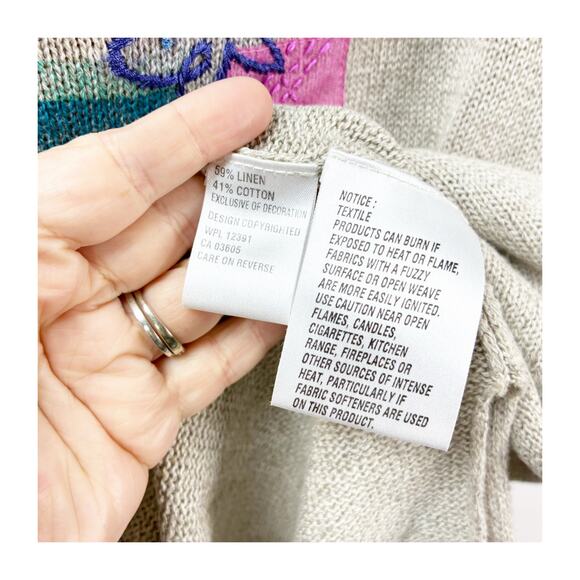 59% LINEN
41% COTTON
EXCLUSIVE OF DECORATION
DESIGN COPYRIGHTED
WPL 12391
CA 03605
CARE ON REVERSE
NOTICE :
TEXTILE
PRODUCTS CAN BURN IF
EXPOSED TO HEAT OR FLAME,
FABRICS WITH A FUZZY
SURFACE OR OPEN WEAVE
ARE MORE EASILY IGNITED.
USE CAUTION NEAR OPEN
FLAMES, CANDLES,
CIGARETTES, KITCHEN
RANGE, FIREPLACES OR
OTHER SOURCES OF INTENSE
HEAT, PARTICULARLY IF
FABRIC SOFTENERS ARE USED
ON THIS PRODUCT.